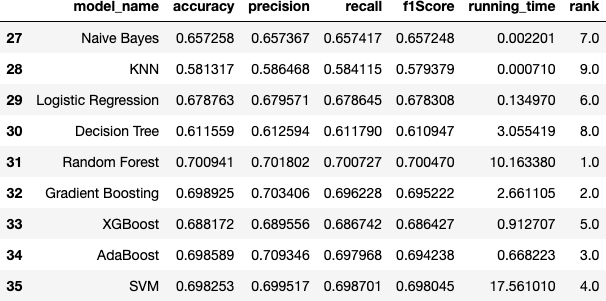 model_name accuracy precision recall f1Score running_time rank
27 Naive Bayes 0.657258 0.657367 0.657417 0.657248 0.002201 7.0
28 KNN 0.581317 0.586468 0.584115 0.579379 0.000710 9.0
29 Logistic Regression 0.678763 0.679571 0.678645 0.678308 0.134970 6.0
30 Decision Tree 0.611559 0.612594 0.611790 0.610947 3.055419 8.0
31 Random Forest 0.700941 0.701802 0.700727 0.700470 10.163380 1.0
32 Gradient Boosting 0.698925 0.703406 0.696228 0.695222 2.661105 2.0
33 XGBoost 0.688172 0.689556 0.686742 0.686427 0.912707 5.0
34 AdaBoost 0.698589 0.709346 0.697968 0.694238 0.668223 3.0
35 SVM 0.698253 0.699517 0.698701 0.698045 17.561010 4.0